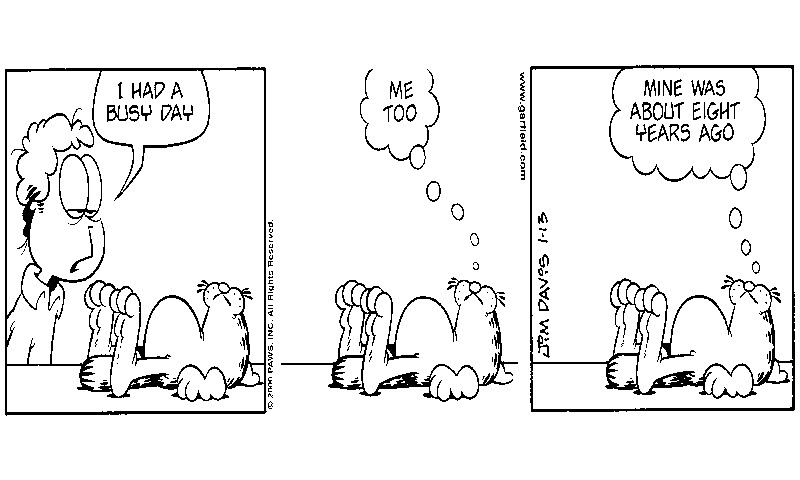 I HAD A
BUSY DAY
© 2000 PAWS, INC. All Rights Reserved.
ME
TOO
www.garfield.com
MINE WAS
ABOUT EIGHT
YEARS AGO
JIM DAVIS 1-13